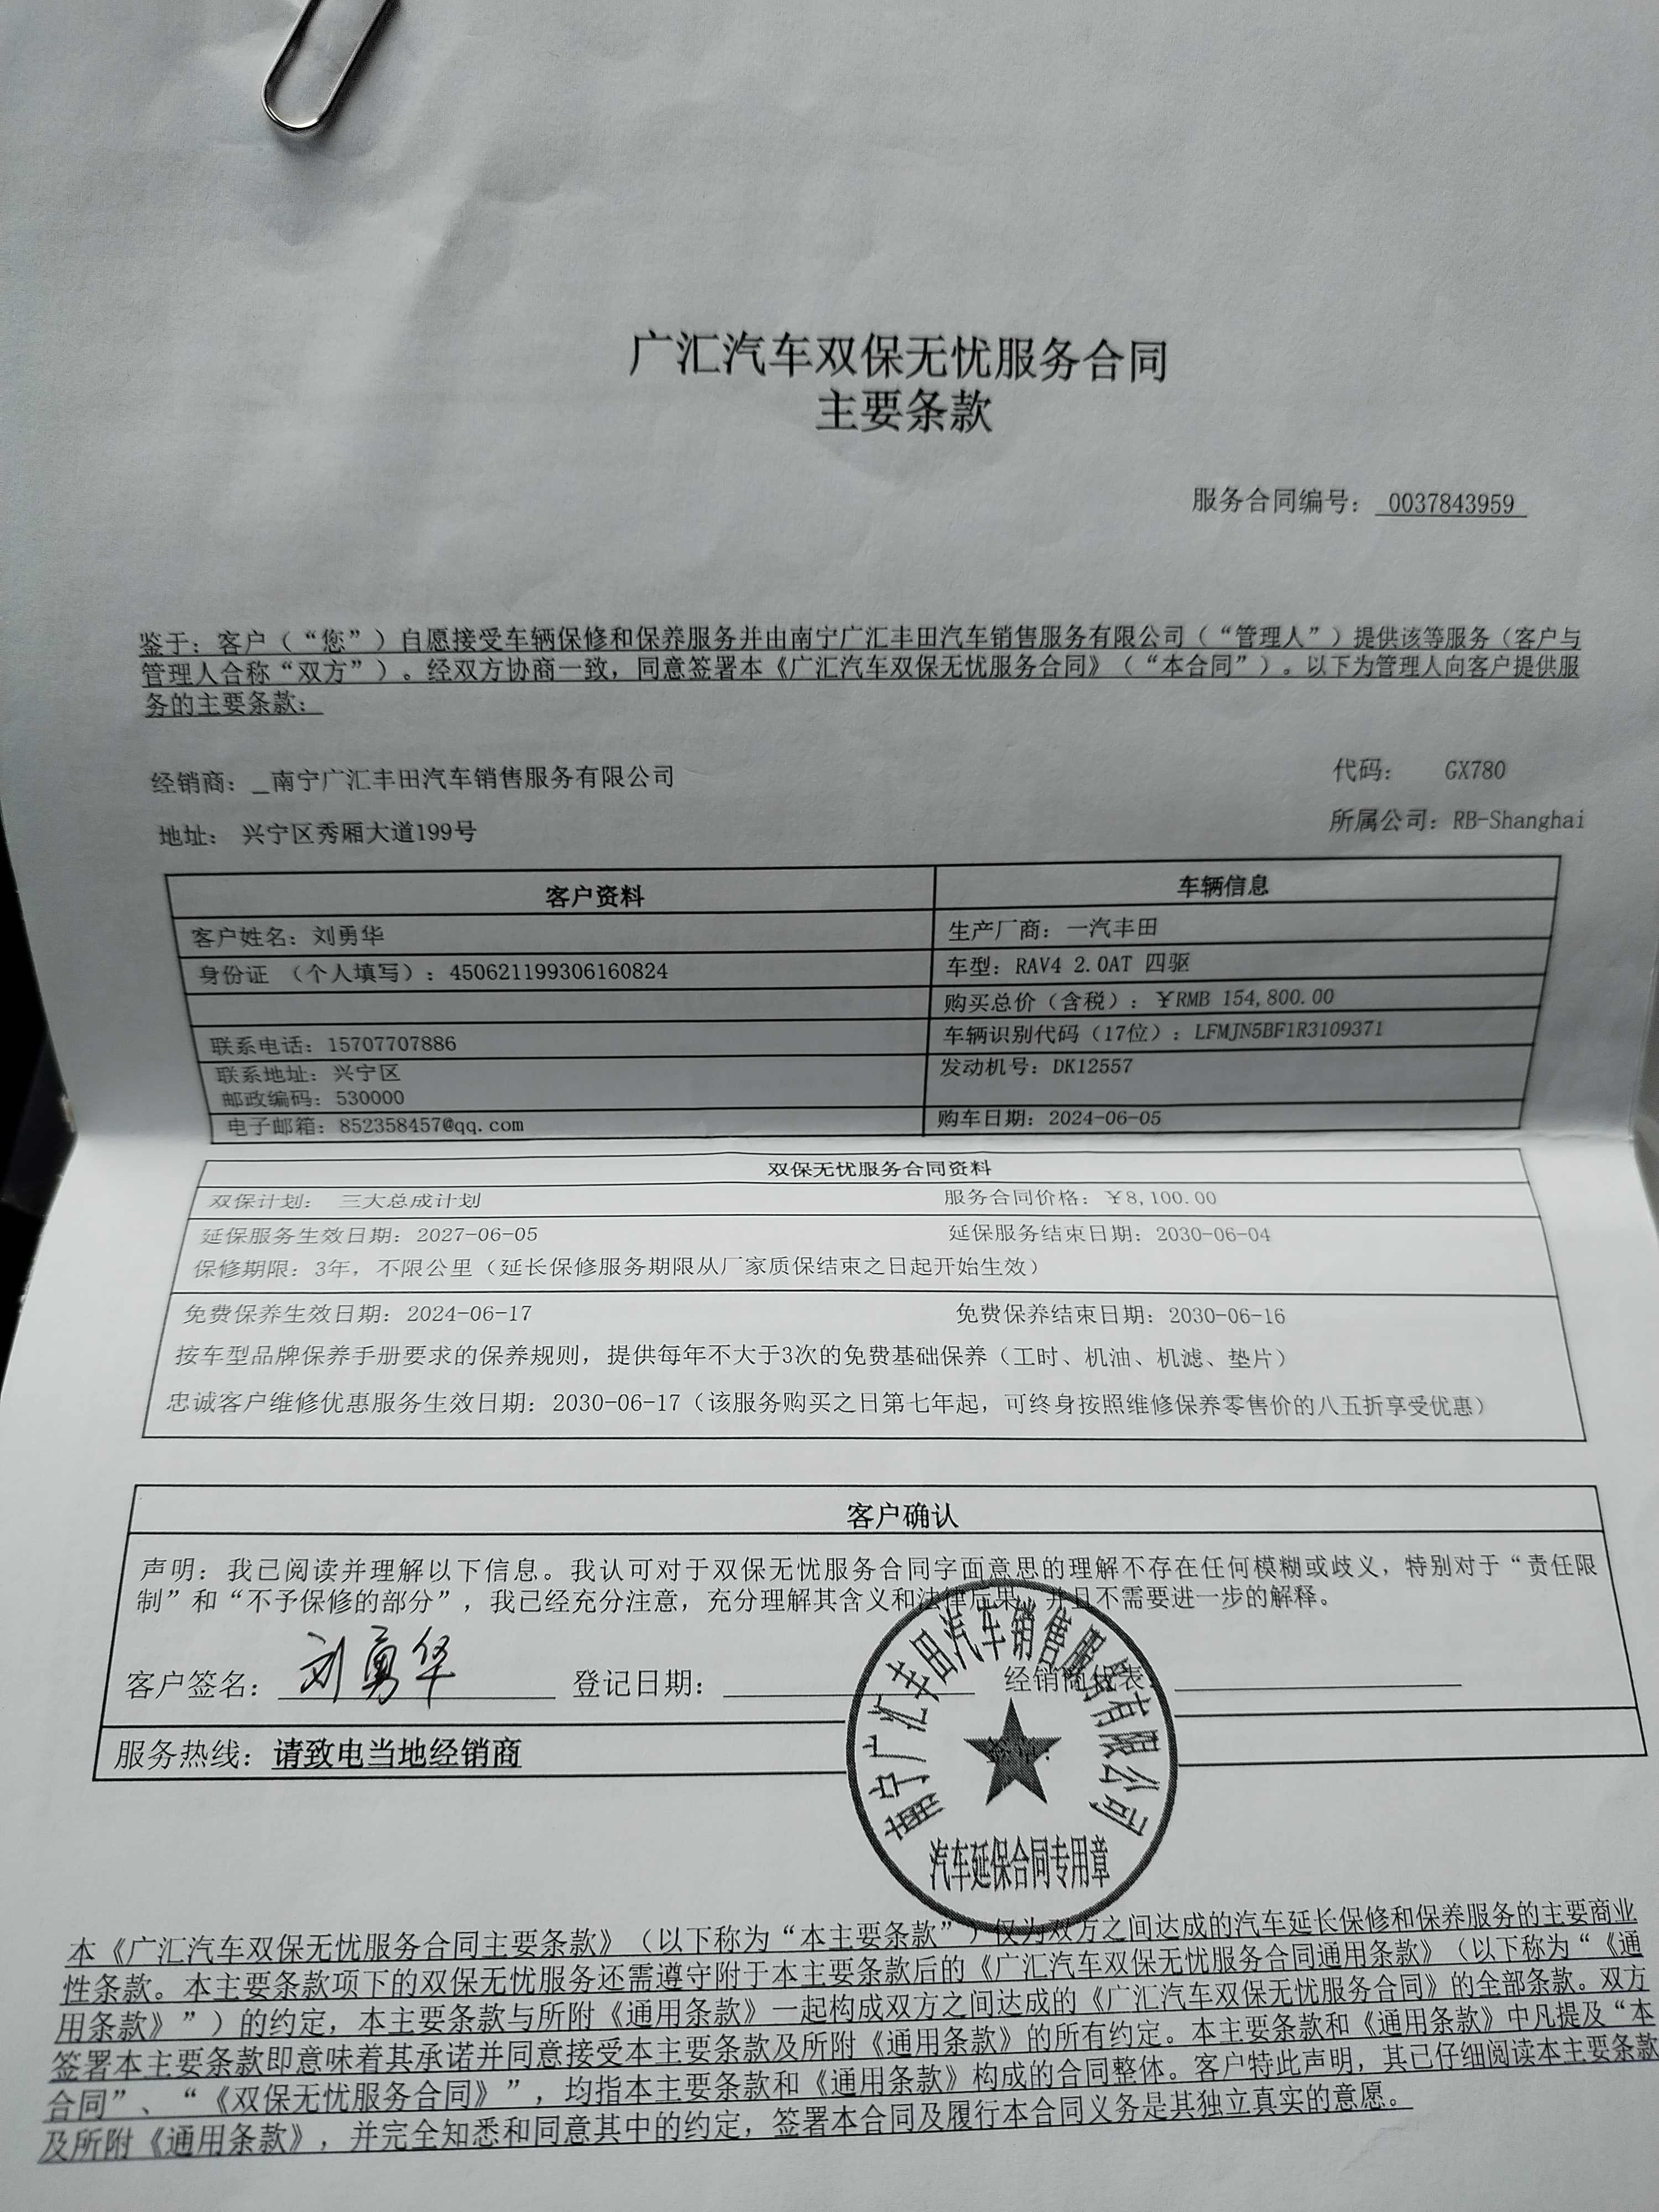 广汇汽车双保无忧服务合同
主要条款
服务合同编号： 0037843959
鉴于：客户（“您”）自愿接受车辆保修和保养服务并由南宁广汇丰田汽车销售服务有限公司（“管理人”）提供该等服务（客户与
管理人合称“双方”）。经双方协商一致，同意签署本《广汇汽车双保无忧服务合同》（“本合同”）。以下为管理人向客户提供服
务的主要条款：
经销商：_南宁广汇丰田汽车销售服务有限公司 代码： GX780
地址： 兴宁区秀厢大道199号 所属公司：RB-Shanghai
客户资料 车辆信息
客户姓名：刘勇华 生产厂商：一汽丰田
身份证 （个人填写）：450621199306160824 车型：RAV4 2.0AT 四驱
购买总价（含税）：￥RMB 154,800.00
联系电话：15707707886 车辆识别代码（17位）：LFMJN5BF1R3109371
联系地址：兴宁区 发动机号：DK12557
邮政编码：530000
电子邮箱：852358457@qq.com 购车日期：2024-06-05
双保无忧服务合同资料
双保计划： 三大总成计划 服务合同价格：￥8,100.00
延保服务生效日期：2027-06-05 延保服务结束日期：2030-06-04
保修期限：3年，不限公里（延长保修服务期限从厂家质保结束之日起开始生效）
免费保养生效日期：2024-06-17 免费保养结束日期：2030-06-16
按车型品牌保养手册要求的保养规则，提供每年不大于3次的免费基础保养（工时、机油、机滤、垫片）
忠诚客户维修优惠服务生效日期：2030-06-17（该服务购买之日第七年起，可终身按照维修保养零售价的八五折享受优惠）
客户确认
声明：我已阅读并理解以下信息。我认可对于双保无忧服务合同字面意思的理解不存在任何模糊或歧义，特别对于“责任限
制”和“不予保修的部分”，我已经充分注意，充分理解其含义和法律后果，并且不需要进一步的解释。
客户签名： 刘勇华 登记日期： 经销商代表：
服务热线：请致电当地经销商
南宁广汇丰田汽车销售服务有限公司
汽车延保合同专用章
本《广汇汽车双保无忧服务合同主要条款》（以下称为“本主要条款”）仅为双方之间达成的汽车延长保修和保养服务的主要商业
性条款。本主要条款项下的双保无忧服务还需遵守附于本主要条款后的《广汇汽车双保无忧服务合同通用条款》（以下称为“《通
用条款》”）的约定，本主要条款与所附《通用条款》一起构成双方之间达成的《广汇汽车双保无忧服务合同》的全部条款。双方
签署本主要条款即意味着其承诺并同意接受本主要条款及所附《通用条款》的所有约定。本主要条款和《通用条款》中凡提及“本
合同”、“《双保无忧服务合同》”，均指本主要条款和《通用条款》构成的合同整体。客户特此声明，其已仔细阅读本主要条款
及所附《通用条款》，并完全知悉和同意其中的约定，签署本合同及履行本合同义务是其独立真实的意愿。